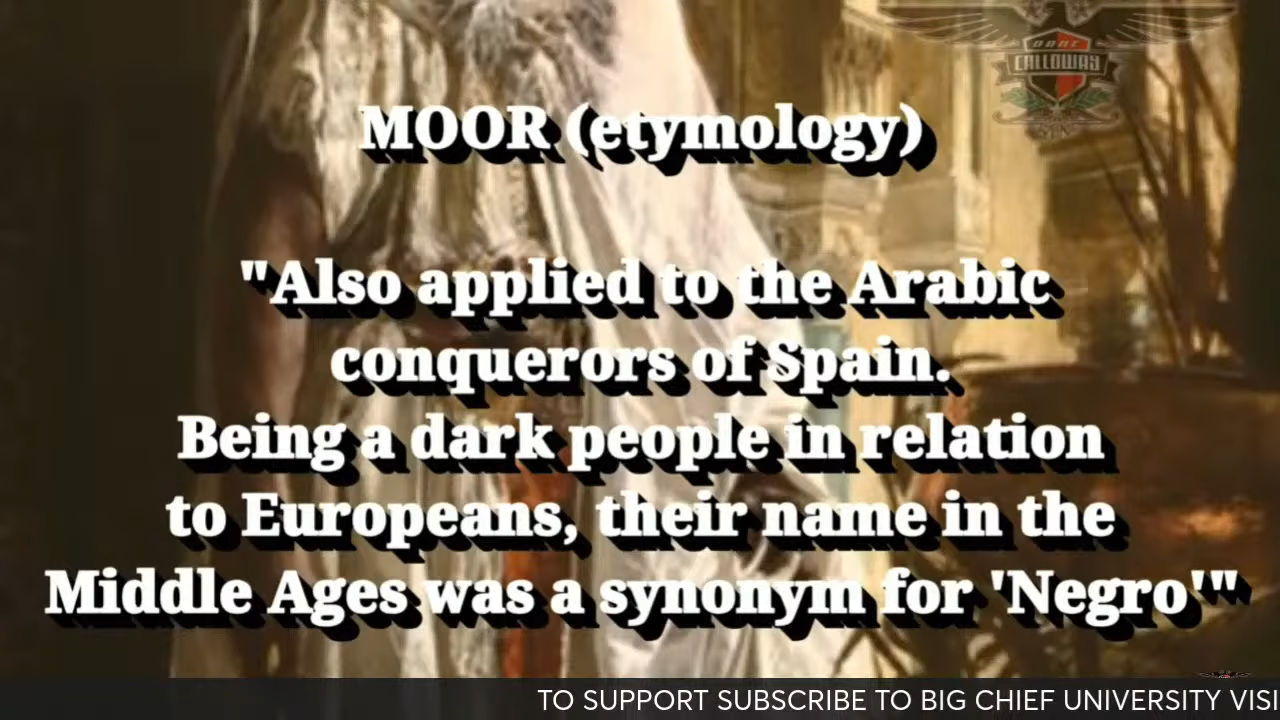 DANE
CALLOWAY
MOOR (etymology)
"Also applied to the Arabic
conquerors of Spain.
Being a dark people in relation
to Europeans, their name in the
Middle Ages was a synonym for 'Negro'"
TO SUPPORT SUBSCRIBE TO BIG CHIEF UNIVERSITY VISI